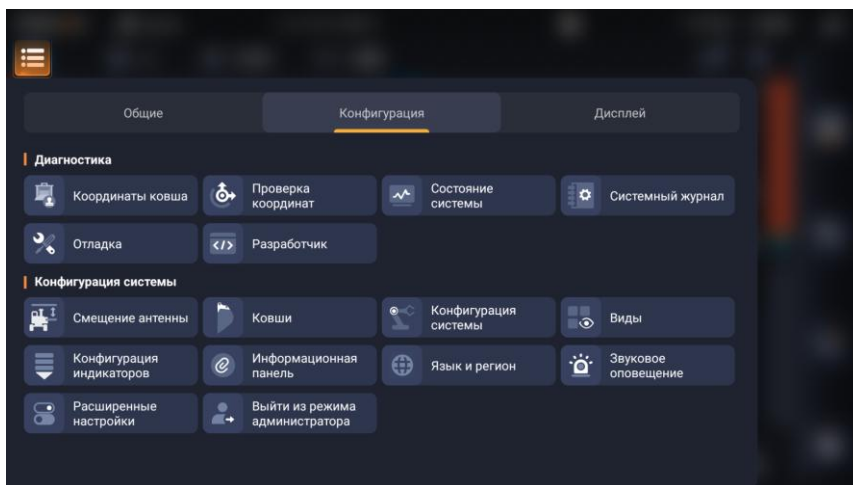 Общие
Конфигурация
Дисплей
Диагностика
Координаты ковша
Проверка
координат
Состояние
системы
Системный журнал
Отладка
Разработчик
Конфигурация системы
Смещение антенны
Ковши
Конфигурация
системы
Виды
Конфигурация
индикаторов
Информационная
панель
Язык и регион
Звуковое
оповещение
Расширенные
настройки
Выйти из режима
администратора